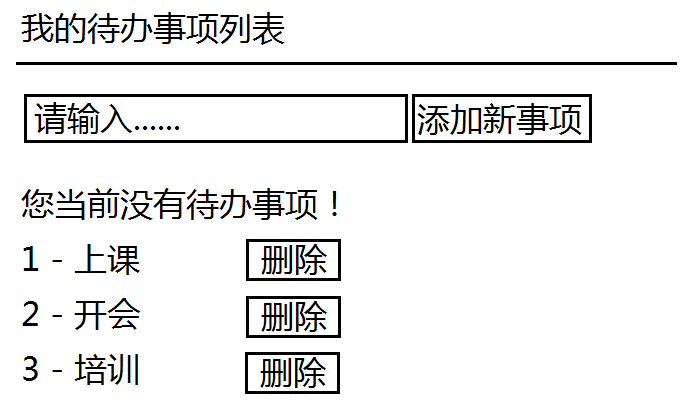 我的待办事项列表
请输入......
添加新事项
您当前没有待办事项！
1 - 上课 删除
2 - 开会 删除
3 - 培训 删除